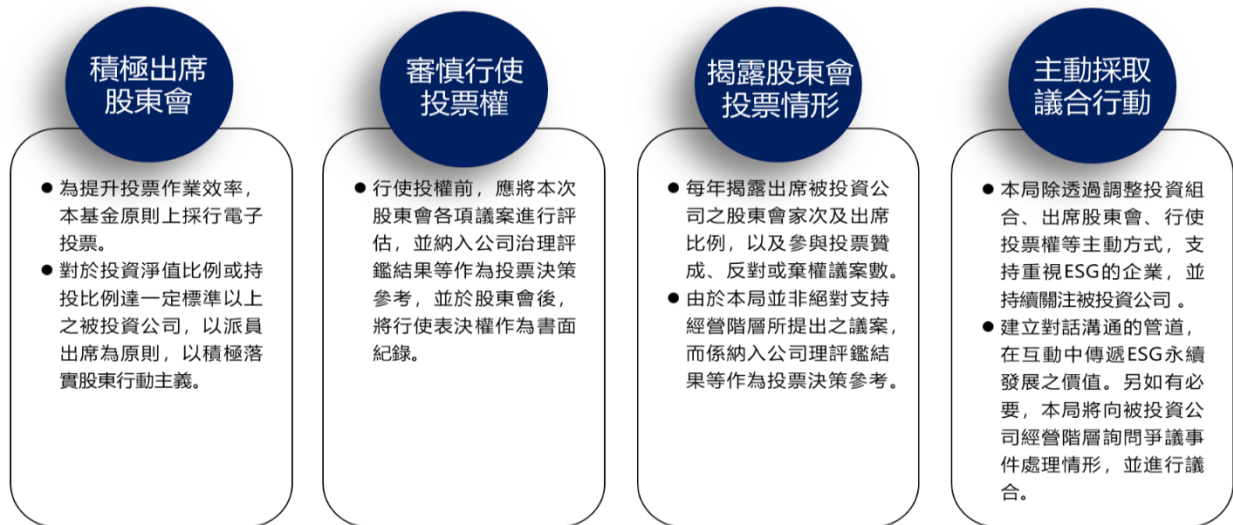 積極出席
股東會
● 為提升投票作業效率，
本基金原則上採行電子
投票。
● 對於投資淨值比例或持
投比例達一定標準以上
之被投資公司，以派員
出席為原則，以積極落
實股東行動主義。
審慎行使
投票權
● 行使投權前，應將本次
股東會各項議案進行評
估，並納入公司治理評
鑑結果等作為投票決策
參考，並於股東會後，
將行使表決權作為書面
紀錄。
揭露股東會
投票情形
● 每年揭露出席被投資公
司之股東會家次及出席
比例，以及參與投票贊
成、反對或棄權議案數。
● 由於本局並非絕對支持
經營階層所提出之議案，
而係納入公司理評鑑結
果等作為投票決策參考。
主動採取
議合行動
● 本局除透過調整投資組
合、出席股東會、行使
投票權等主動方式，支
持重視ESG的企業，並
持續關注被投資公司 。
● 建立對話溝通的管道，
在互動中傳遞ESG永續
發展之價值。另如有必
要，本局將向被投資公
司經營階層詢問爭議事
件處理情形，並進行議
合。